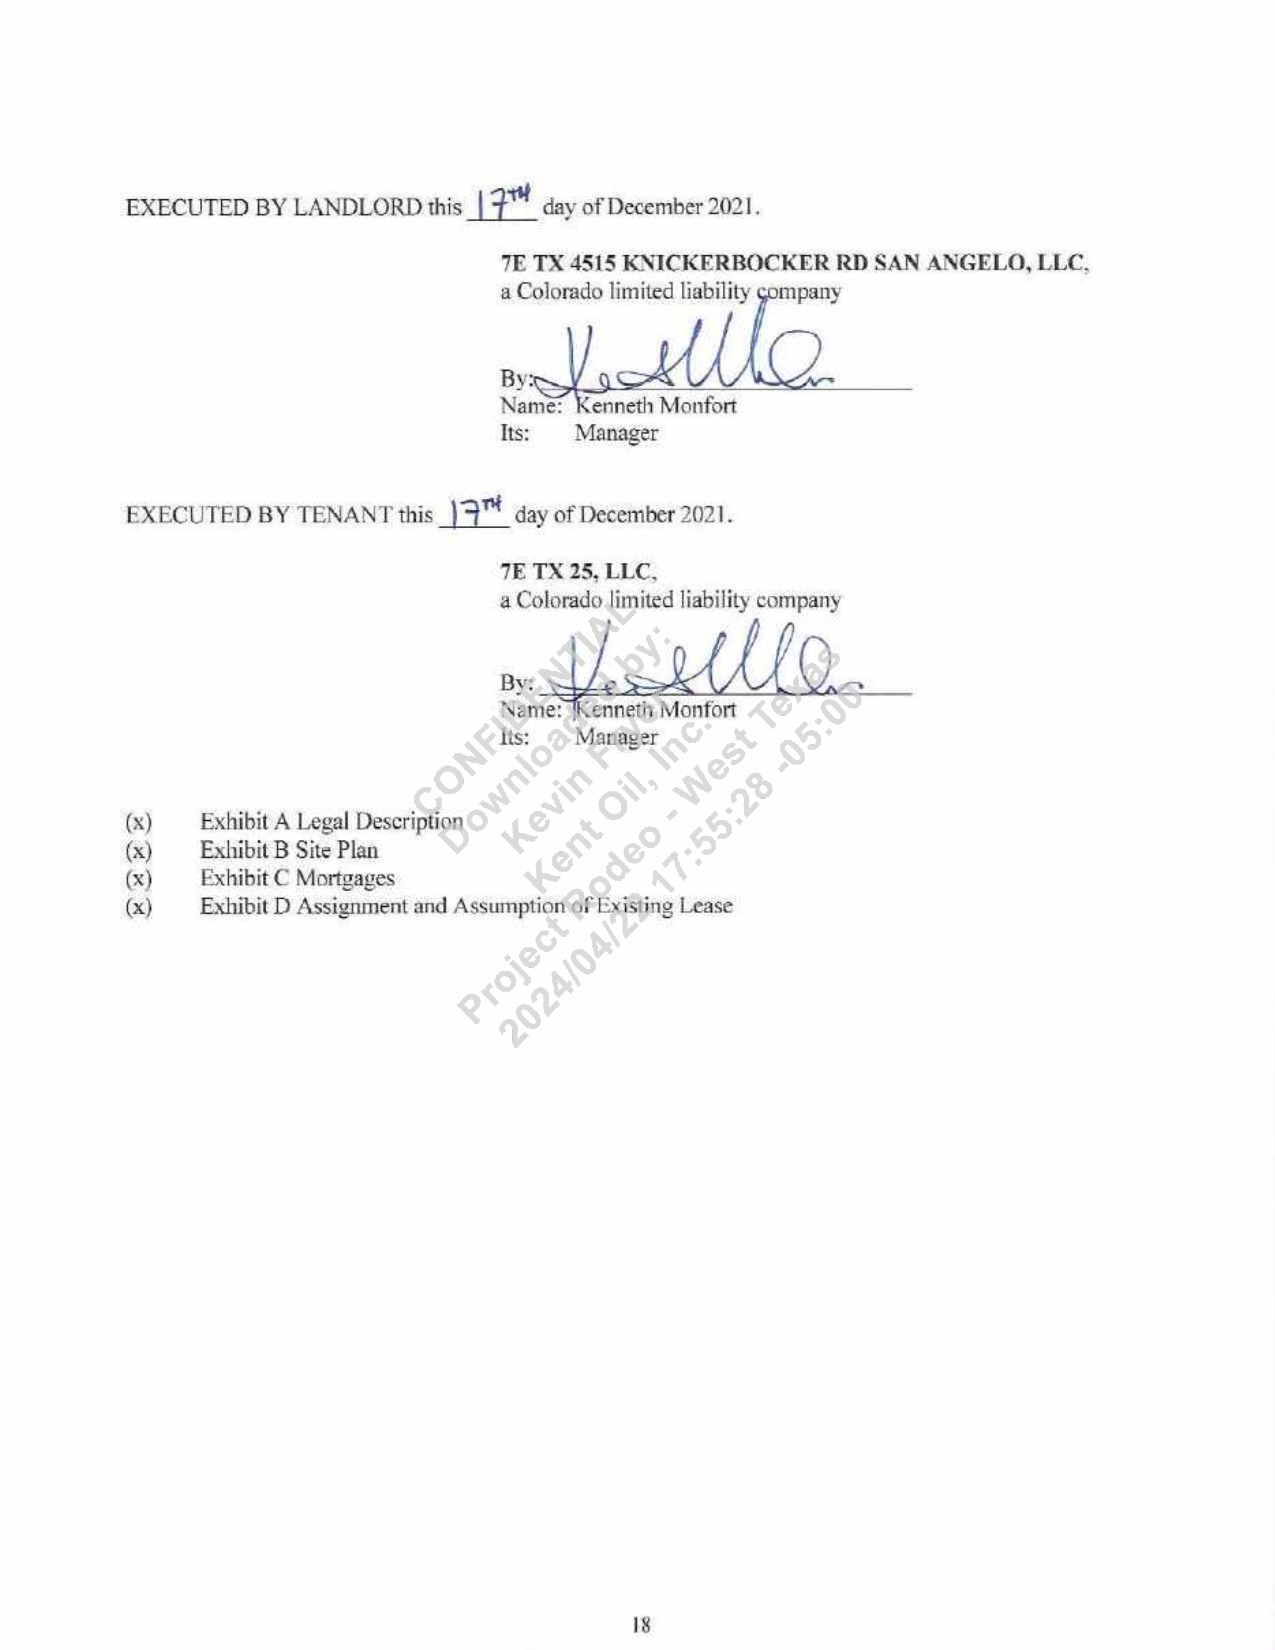 EXECUTED BY LANDLORD this 17TH day of December 2021.
7E TX 4515 KNICKERBOCKER RD SAN ANGELO, LLC,
a Colorado limited liability company
By:
Name: Kenneth Monfort
Its: Manager
EXECUTED BY TENANT this 17TH day of December 2021.
7E TX 25, LLC,
a Colorado limited liability company
By:
Name: Kenneth Monfort
Its: Manager
(x) Exhibit A Legal Description
(x) Exhibit B Site Plan
(x) Exhibit C Mortgages
(x) Exhibit D Assignment and Assumption of Existing Lease
CONFIDENTIAL
Downloaded by:
Kevin
Kent Oil, Inc.
Project Rodeo - West Texas
2024/04/22 17:55:28 -05:00
18